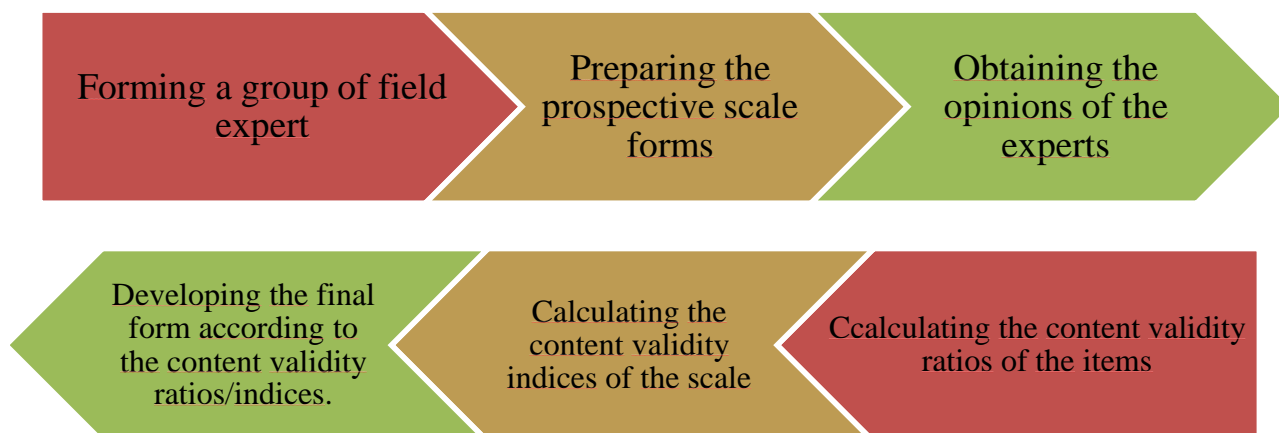 Forming a group of field
expert
Preparing the
prospective scale
forms
Obtaining the
opinions of the
experts
Ccalculating the content validity
ratios of the items
Calculating the
content validity
indices of the scale
Developing the final
form according to
the content validity
ratios/indices.